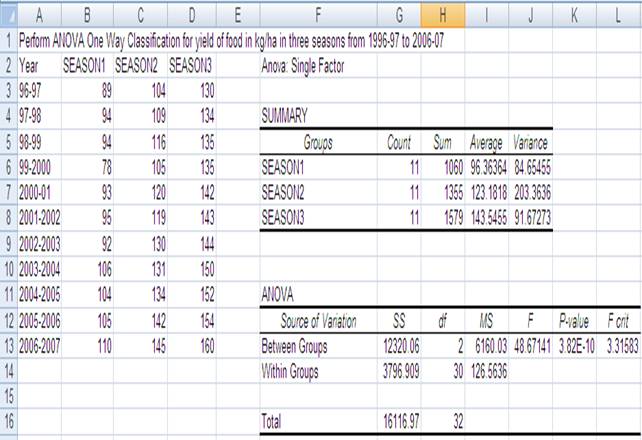 A B C D E F G H I J K L
1 Perform ANOVA One Way Classification for yield of food in kg/ha in three seasons from 1996-97 to 2006-07
2 Year SEASON1 SEASON2 SEASON3 Anova: Single Factor
3 96-97 89 104 130
4 97-98 94 109 134 SUMMARY
5 98-99 94 116 135 Groups Count Sum Average Variance
6 99-2000 78 105 135 SEASON1 11 1060 96.36364 84.65455
7 2000-01 93 120 142 SEASON2 11 1355 123.1818 203.3636
8 2001-2002 95 119 143 SEASON3 11 1579 143.5455 91.67273
9 2002-2003 92 130 144
10 2003-2004 106 131 150
11 2004-2005 104 134 152 ANOVA
12 2005-2006 105 142 154 Source of Variation SS df MS F P-value F crit
13 2006-2007 110 145 160 Between Groups 12320.06 2 6160.03 48.67141 3.82E-10 3.31583
14 Within Groups 3796.909 30 126.5636
15
16 Total 16116.97 32